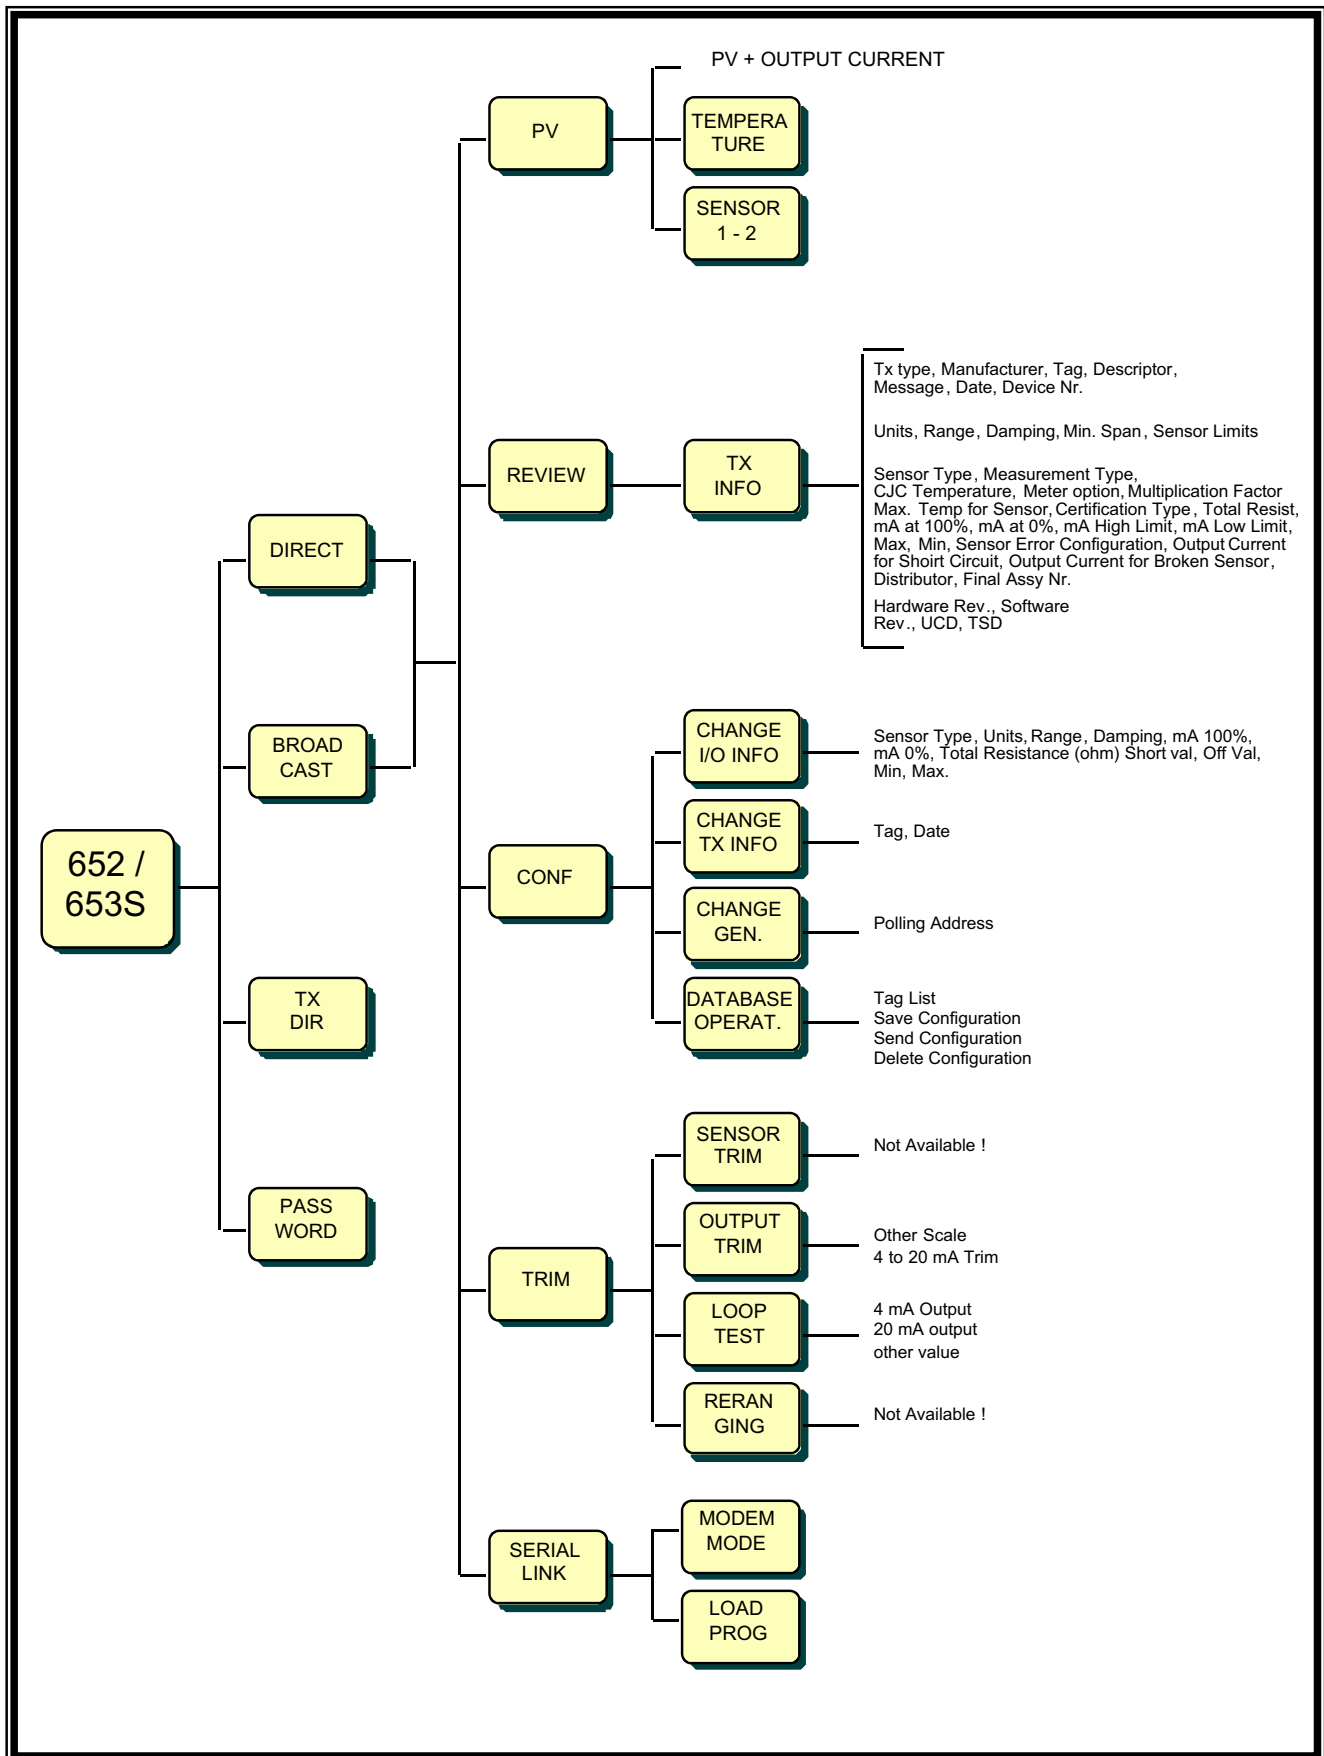 PV + OUTPUT CURRENT
PV
TEMPERA
TURE
SENSOR
1 - 2
REVIEW
TX
INFO
Tx type, Manufacturer, Tag, Descriptor,
Message, Date, Device Nr.
Units, Range, Damping, Min. Span, Sensor Limits
Sensor Type, Measurement Type,
CJC Temperature, Meter option, Multiplication Factor
Max. Temp for Sensor, Certification Type, Total Resist,
mA at 100%, mA at 0%, mA High Limit, mA Low Limit,
Max, Min, Sensor Error Configuration, Output Current
for Shoirt Circuit, Output Current for Broken Sensor,
Distributor, Final Assy Nr.
Hardware Rev., Software
Rev., UCD, TSD
DIRECT
BROAD
CAST
652 /
653S
TX
DIR
PASS
WORD
CONF
CHANGE
I/O INFO
Sensor Type, Units, Range, Damping, mA 100%,
mA 0%, Total Resistance (ohm) Short val, Off Val,
Min, Max.
CHANGE
TX INFO
Tag, Date
CHANGE
GEN.
Polling Address
DATABASE
OPERAT.
Tag List
Save Configuration
Send Configuration
Delete Configuration
TRIM
SENSOR
TRIM
Not Available !
OUTPUT
TRIM
Other Scale
4 to 20 mA Trim
LOOP
TEST
4 mA Output
20 mA output
other value
RERAN
GING
Not Available !
SERIAL
LINK
MODEM
MODE
LOAD
PROG